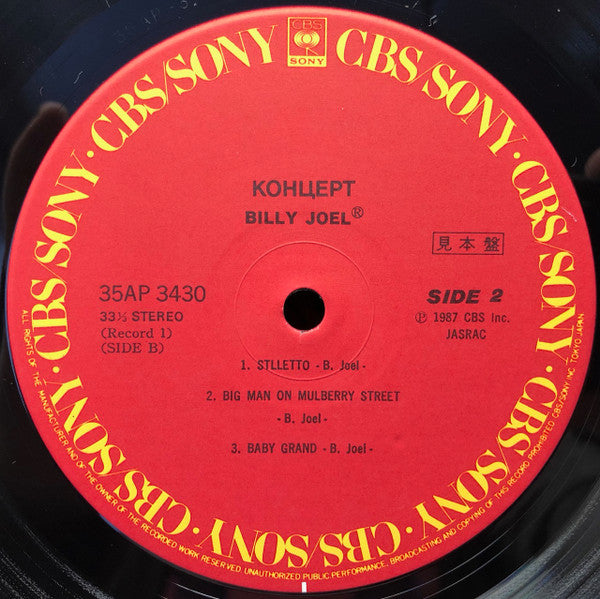 CBS
SONY
CBS/SONY · CBS/SONY · CBS/SONY · CBS/SONY · CBS/SONY · CBS/SONY · CBS/SONY · CBS/SONY
КОНЦЕРТ
BILLY JOEL®
見本盤
35AP 3430
33⅓ STEREO
(Record 1)
(SIDE B)
SIDE 2
Ⓟ 1987 CBS Inc.
JASRAC
1. STLLETTO - B. Joel -
2. BIG MAN ON MULBERRY STREET
- B. Joel -
3. BABY GRAND - B. Joel -
ALL RIGHTS OF THE MANUFACTURER AND OF THE OWNER OF THE RECORDED WORK RESERVED. UNAUTHORIZED PUBLIC PERFORMANCE, BROADCASTING AND COPYING OF THIS RECORD PROHIBITED CBS/SONY INC. TOKYO JAPAN